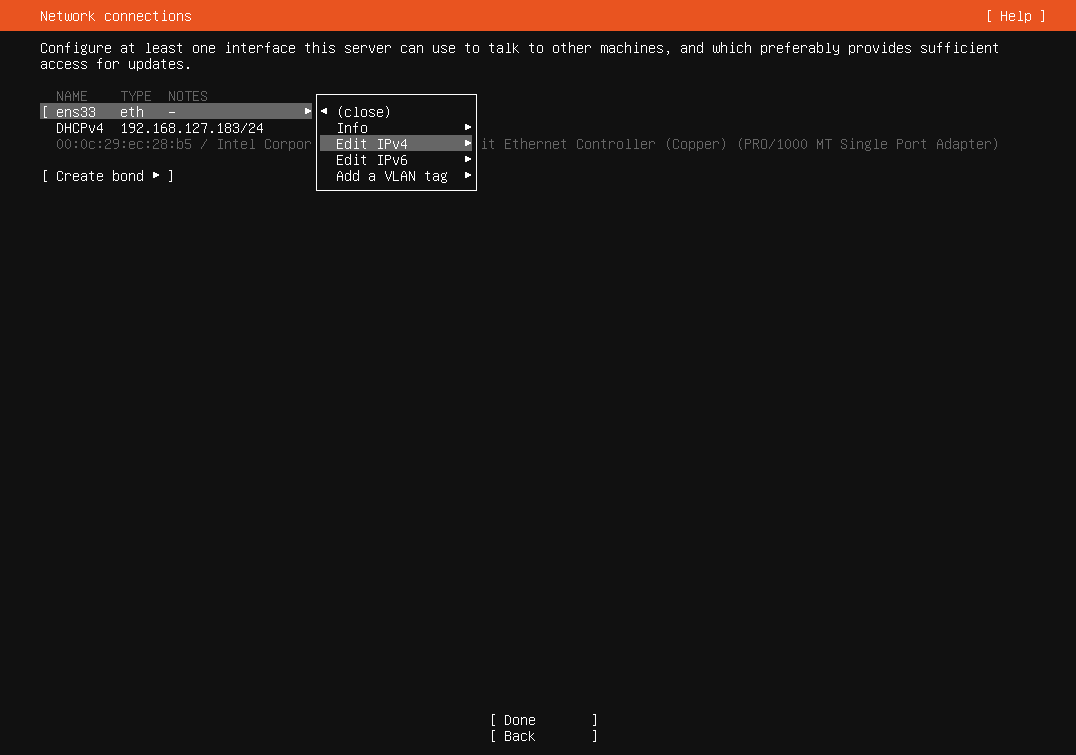 Network connections [ Help ]
Configure at least one interface this server can use to talk to other machines, and which preferably provides sufficient
access for updates.
NAME TYPE NOTES
[ ens33 eth – ▸ ◂ (close)
DHCPv4 192.168.127.183/24 Info ▸
00:0c:29:ec:28:b5 / Intel Corpor Edit IPv4 ▸ it Ethernet Controller (Copper) (PRO/1000 MT Single Port Adapter)
Edit IPv6 ▸
[ Create bond ▸ ] Add a VLAN tag ▸
[ Done ]
[ Back ]